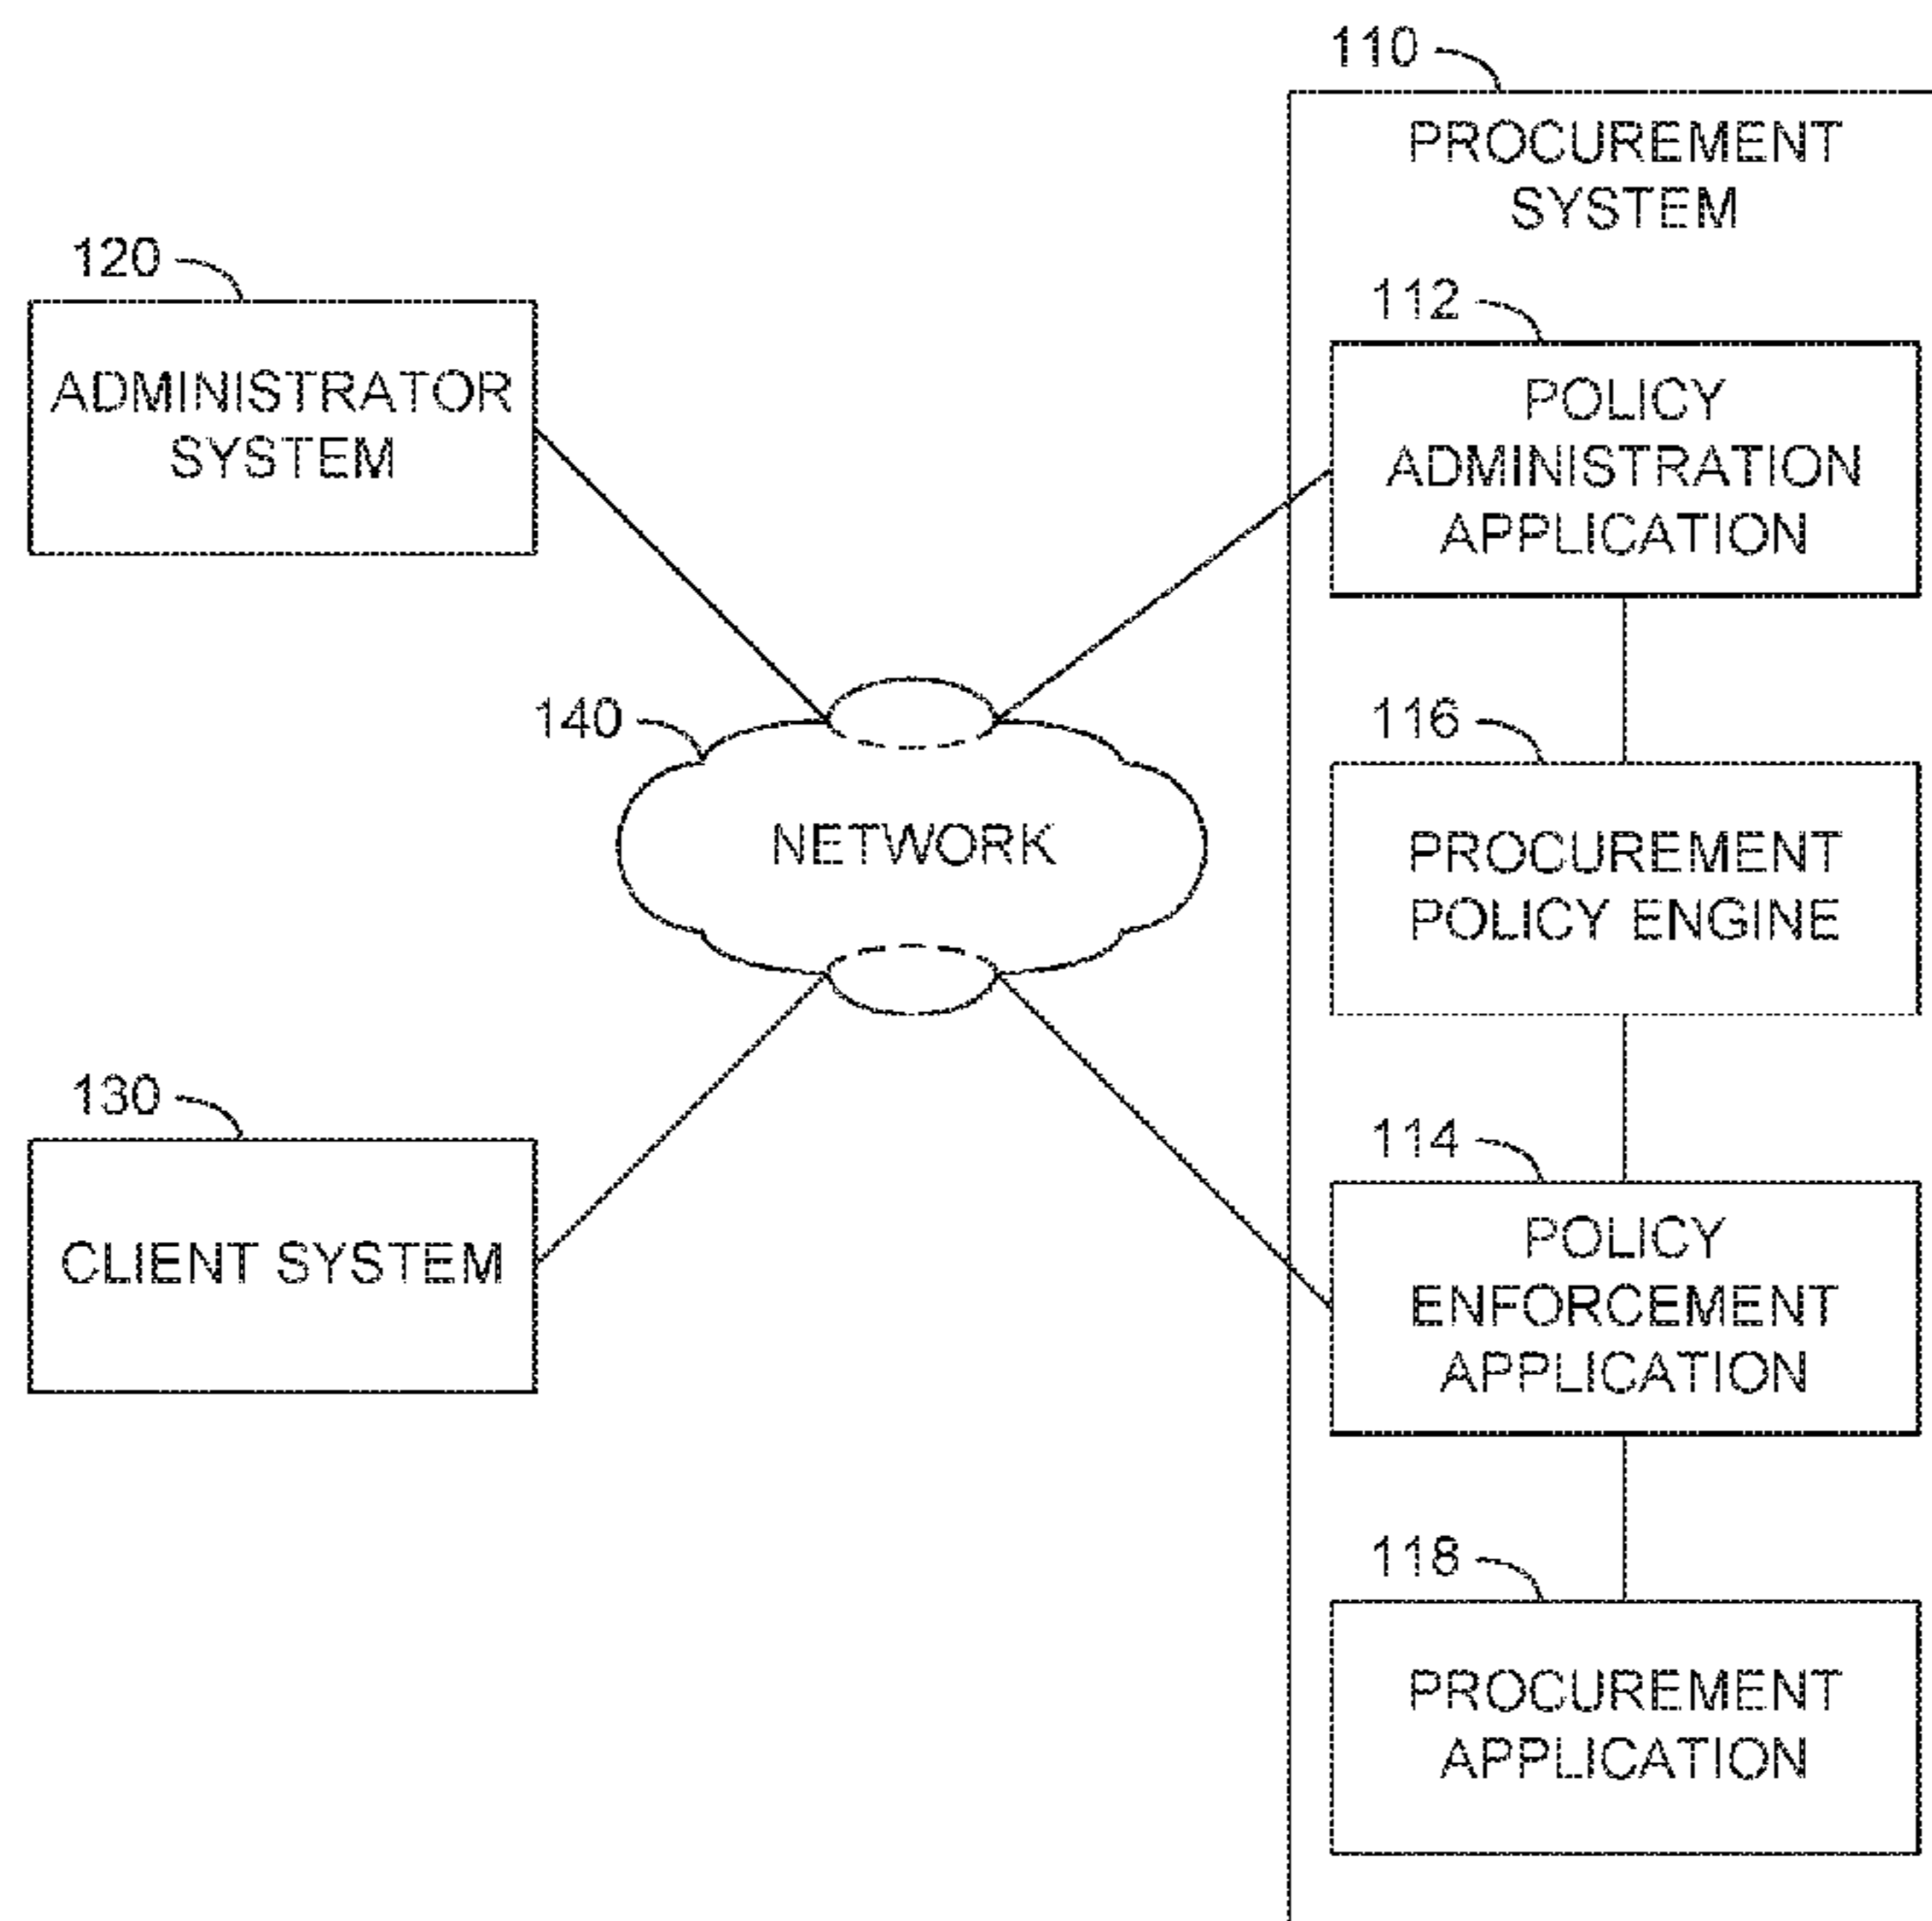 110
PROCUREMENT
SYSTEM
120
ADMINISTRATOR
SYSTEM
112
POLICY
ADMINISTRATION
APPLICATION
140
NETWORK
116
PROCUREMENT
POLICY ENGINE
130
CLIENT SYSTEM
114
POLICY
ENFORCEMENT
APPLICATION
118
PROCUREMENT
APPLICATION